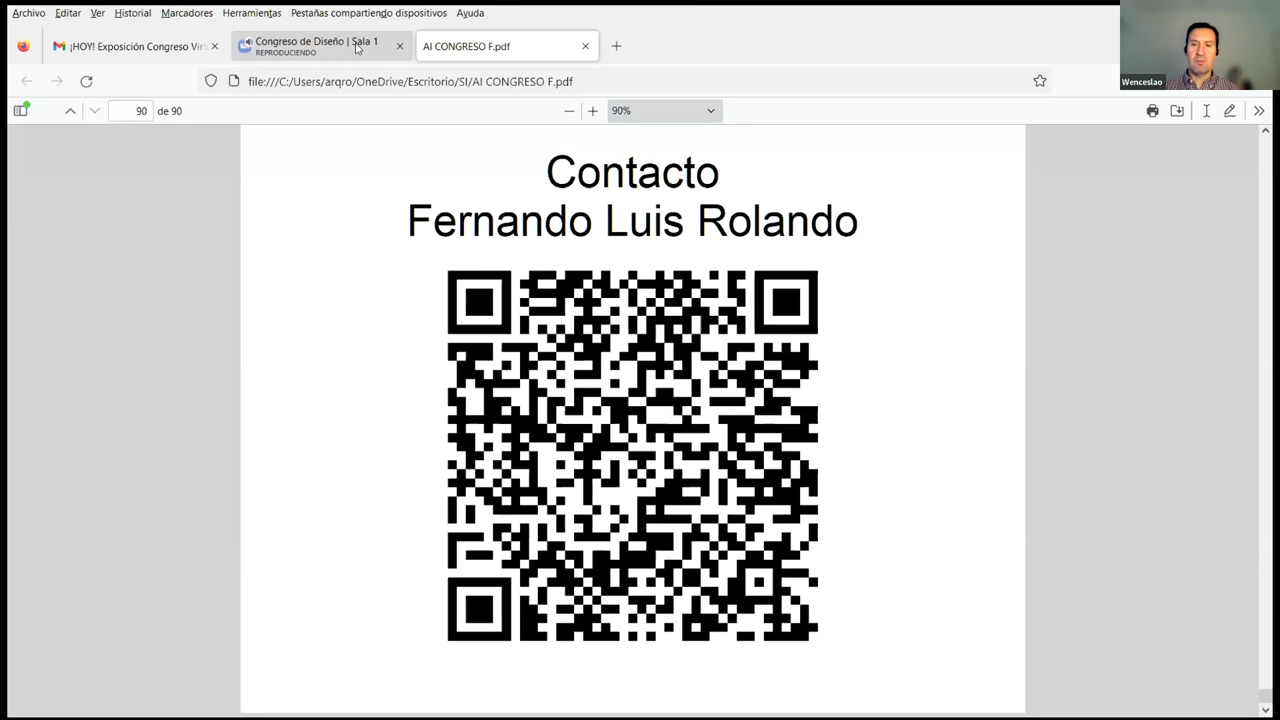 Archivo Editar Ver Historial Marcadores Herramientas Pestañas compartiendo dispositivos Ayuda
¡HOY! Exposición Congreso Virt
Congreso de Diseño | Sala 1
REPRODUCIENDO
AI CONGRESO F.pdf
file:///C:/Users/arqro/OneDrive/Escritorio/SI/AI CONGRESO F.pdf
Wenceslao
90 de 90
90%
Contacto
Fernando Luis Rolando